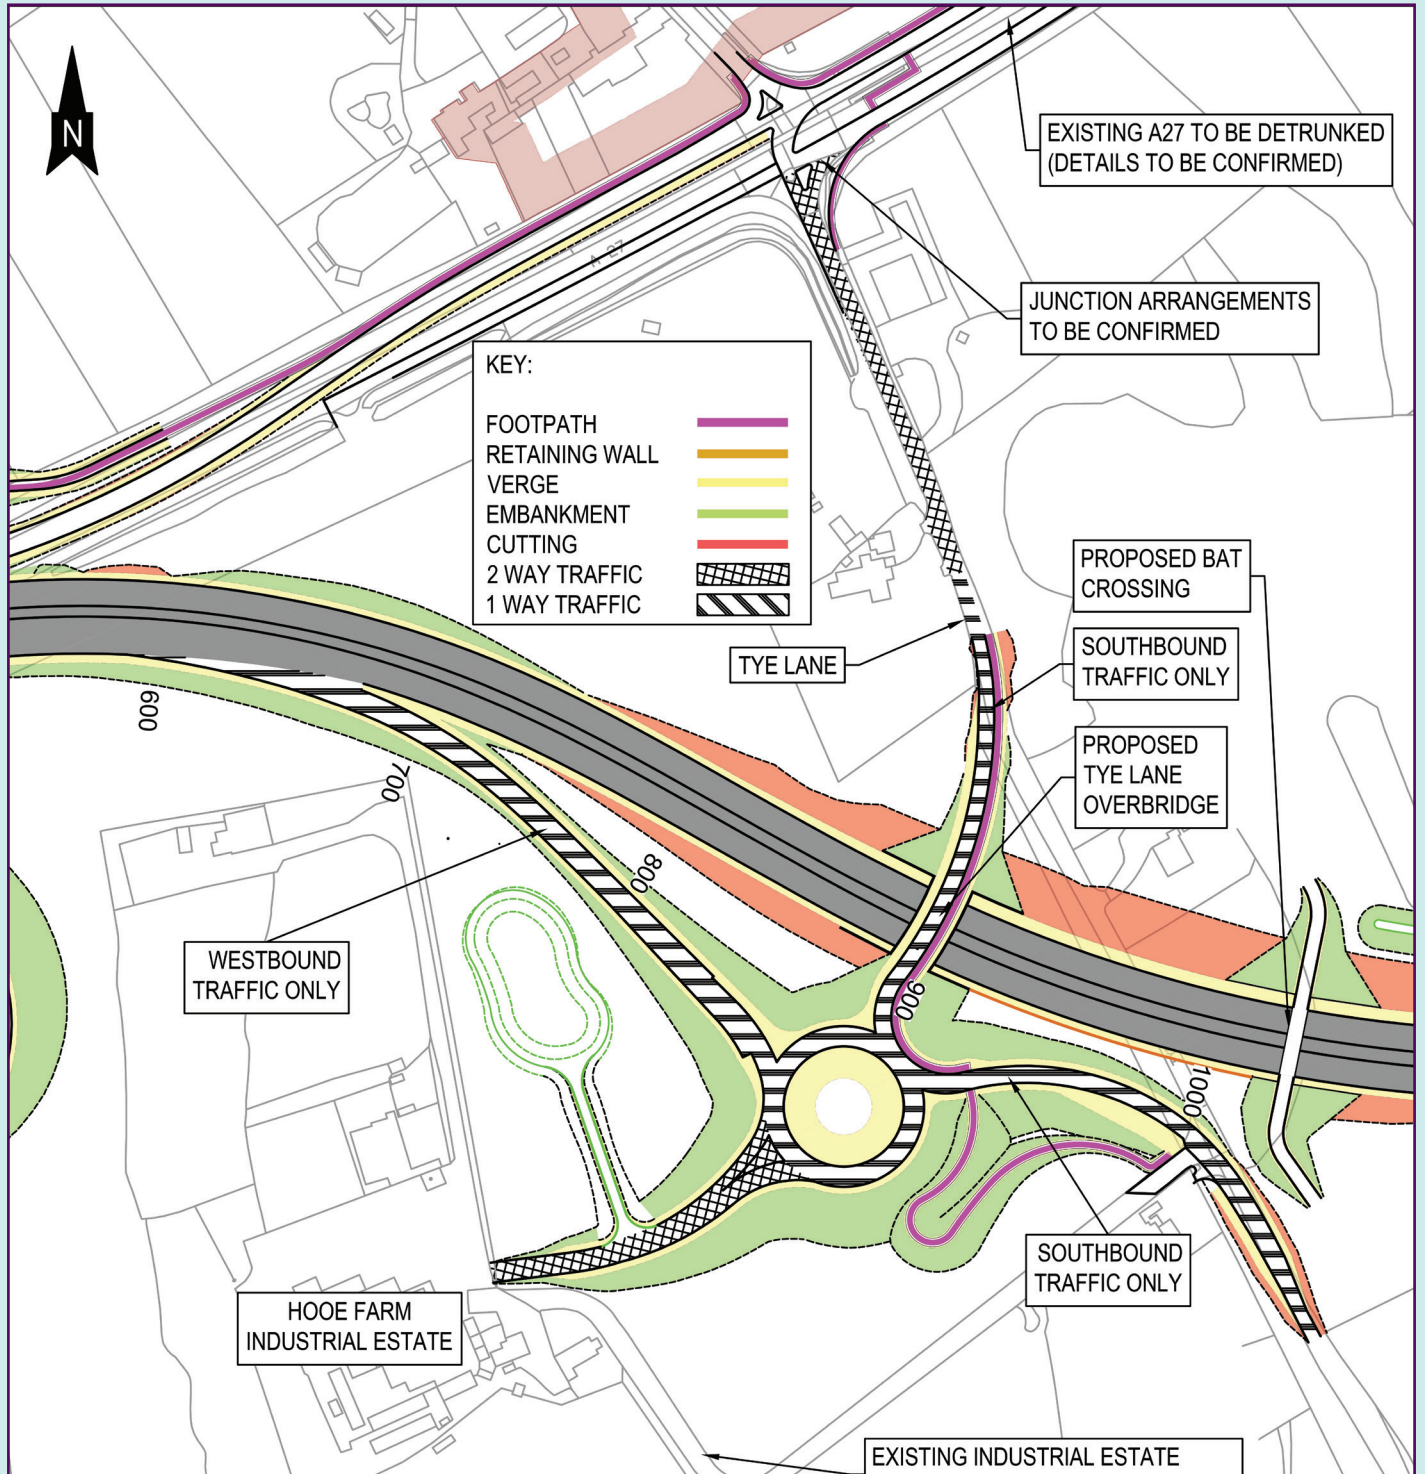 N
EXISTING A27 TO BE DETRUNKED
(DETAILS TO BE CONFIRMED)
A 27
JUNCTION ARRANGEMENTS
TO BE CONFIRMED
KEY:
FOOTPATH
RETAINING WALL
VERGE
EMBANKMENT
CUTTING
2 WAY TRAFFIC
1 WAY TRAFFIC
PROPOSED BAT
CROSSING
TYE LANE
SOUTHBOUND
TRAFFIC ONLY
600
700
PROPOSED
TYE LANE
OVERBRIDGE
800
WESTBOUND
TRAFFIC ONLY
900
1000
SOUTHBOUND
TRAFFIC ONLY
HOOE FARM
INDUSTRIAL ESTATE
EXISTING INDUSTRIAL ESTATE